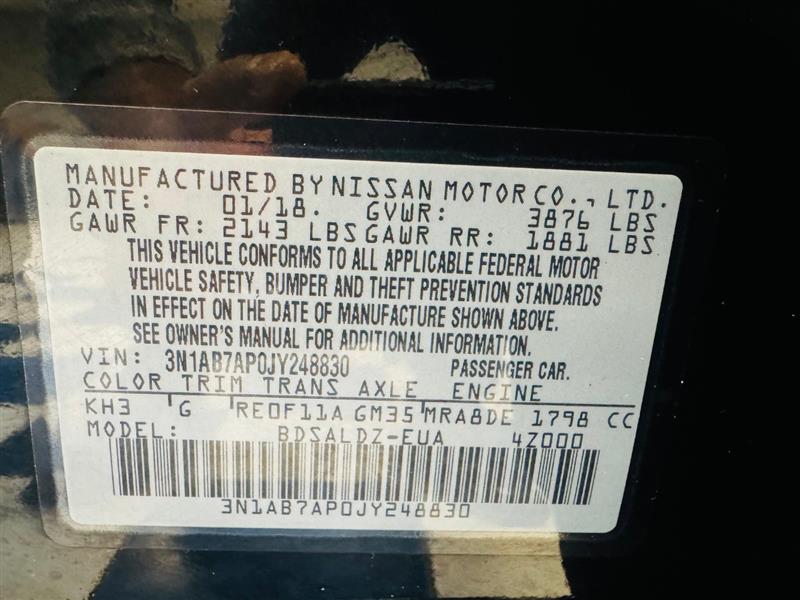 MANUFACTURED BY NISSAN MOTOR CO., LTD.
DATE: 01/18. GVWR: 3876 LBS
GAWR FR: 2143 LBS GAWR RR: 1881 LBS
THIS VEHICLE CONFORMS TO ALL APPLICABLE FEDERAL MOTOR
VEHICLE SAFETY, BUMPER AND THEFT PREVENTION STANDARDS
IN EFFECT ON THE DATE OF MANUFACTURE SHOWN ABOVE.
SEE OWNER'S MANUAL FOR ADDITIONAL INFORMATION.
VIN: 3N1AB7AP0JY248830 PASSENGER CAR.
COLOR TRIM TRANS AXLE ENGINE
KH3 G RE0F11A GM35 MRA8DE 1798 CC
MODEL: BDSALDZ-EUA 4Z000
3N1AB7AP0JY248830